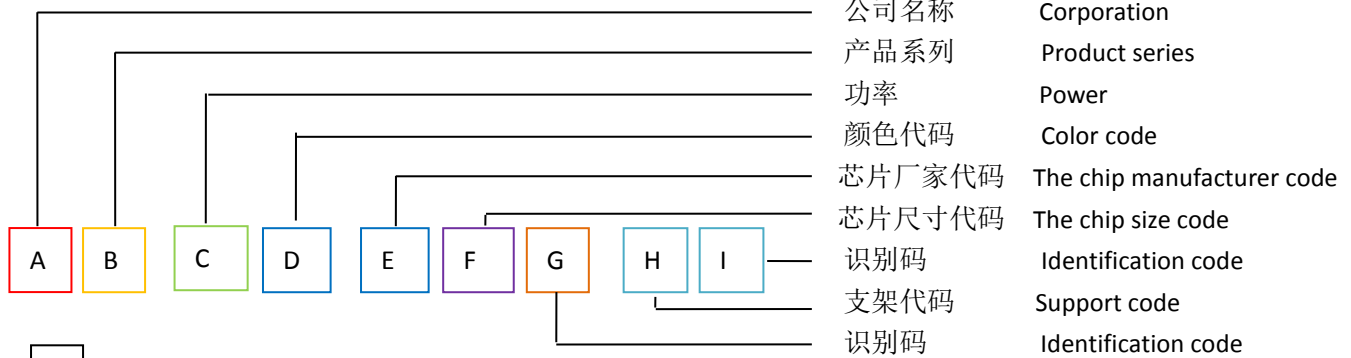 公司名称 Corporation
产品系列 Product series
功率 Power
颜色代码 Color code
芯片厂家代码 The chip manufacturer code
芯片尺寸代码 The chip size code
A B C D E F G H I 识别码 Identification code
支架代码 Support code
识别码 Identification code